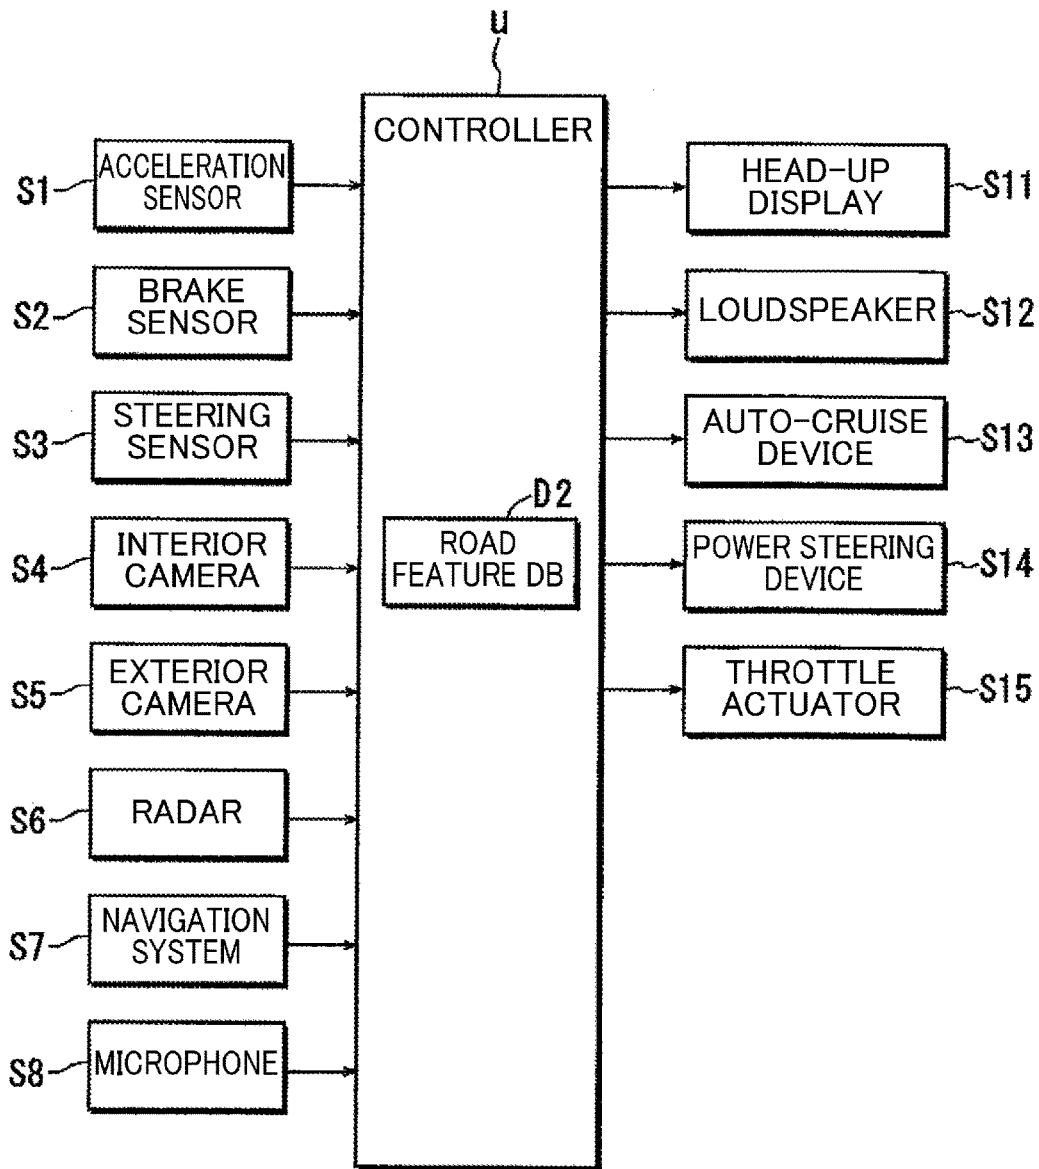 u
CONTROLLER
S1
ACCELERATION
SENSOR
S2
BRAKE
SENSOR
S3
STEERING
SENSOR
S4
INTERIOR
CAMERA
S5
EXTERIOR
CAMERA
S6
RADAR
S7
NAVIGATION
SYSTEM
S8
MICROPHONE
D2
ROAD
FEATURE DB
HEAD-UP
DISPLAY
S11
LOUDSPEAKER
S12
AUTO-CRUISE
DEVICE
S13
POWER STEERING
DEVICE
S14
THROTTLE
ACTUATOR
S15